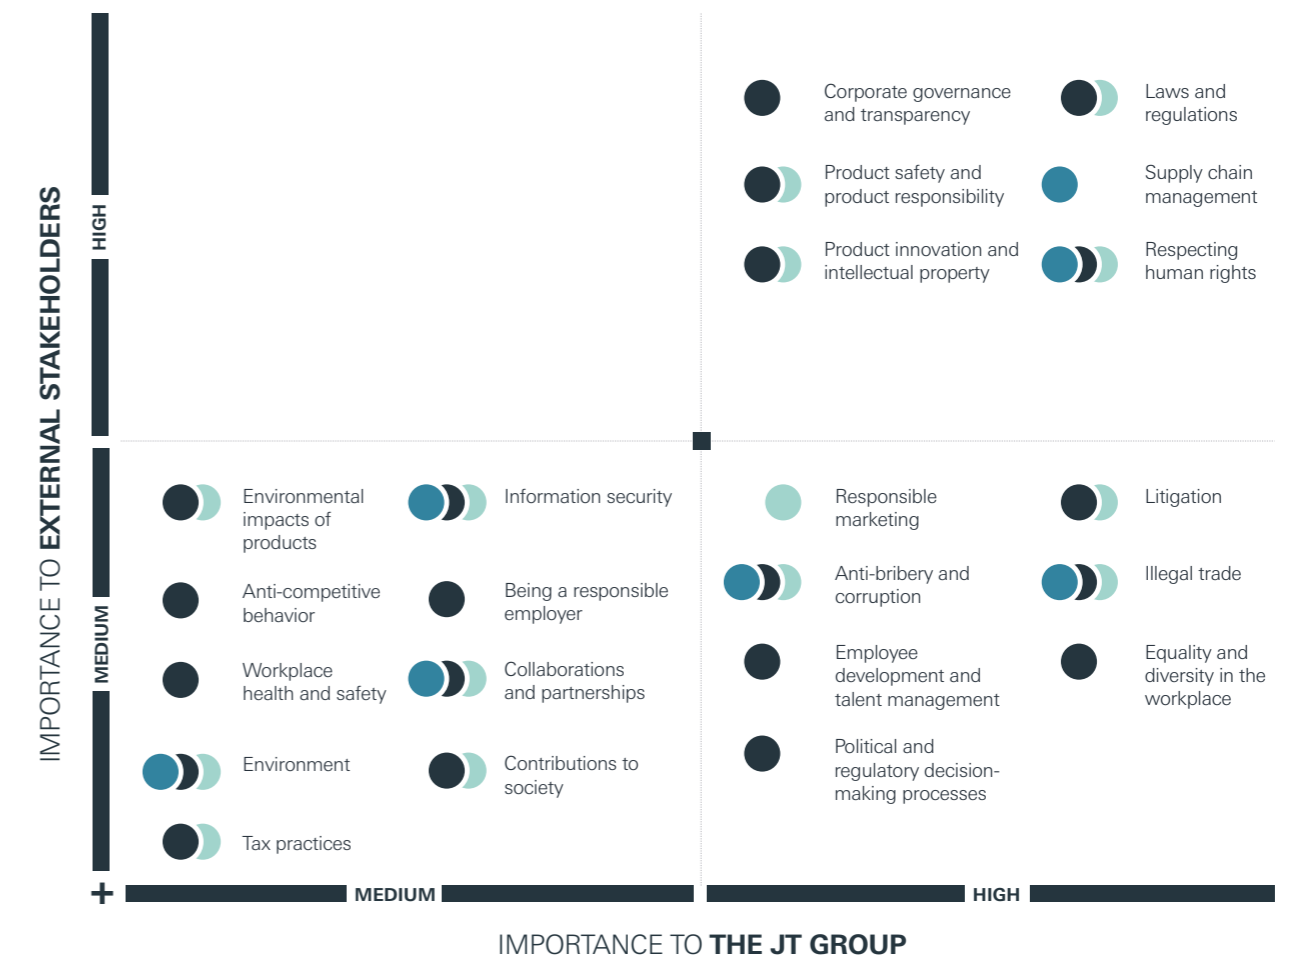 IMPORTANCE TO EXTERNAL STAKEHOLDERS
HIGH
MEDIUM
Corporate governance
and transparency
Laws and
regulations
Product safety and
product responsibility
Supply chain
management
Product innovation and
intellectual property
Respecting
human rights
Environmental
impacts of
products
Information security
Anti-competitive
behavior
Being a responsible
employer
Workplace
health and safety
Collaborations
and partnerships
Environment
Contributions to
society
Tax practices
Responsible
marketing
Litigation
Anti-bribery and
corruption
Illegal trade
Employee
development and
talent management
Equality and
diversity in the
workplace
Political and
regulatory decision-
making processes
+
MEDIUM
HIGH
IMPORTANCE TO THE JT GROUP